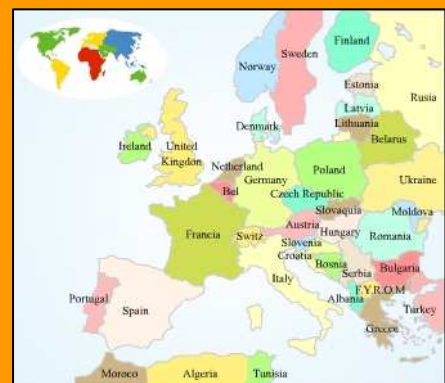 Finland
Norway
Sweden
Rusia
Estonia
Latvia
Denmark
Lithuania
Belarus
Ireland
United
Kingdon
Netherland
Poland
Germany
Bel
Ukraine
Czech Republic
Slovaquia
Moldova
Francia
Austria
Hungary
Switz
Romania
Slovenia
Croatia
Bosnia
Serbia
Bulgaria
Italy
F.Y.R.O.M
Portugal
Spain
Albania
Turkey
Greece
Moroco
Algeria
Tunisia